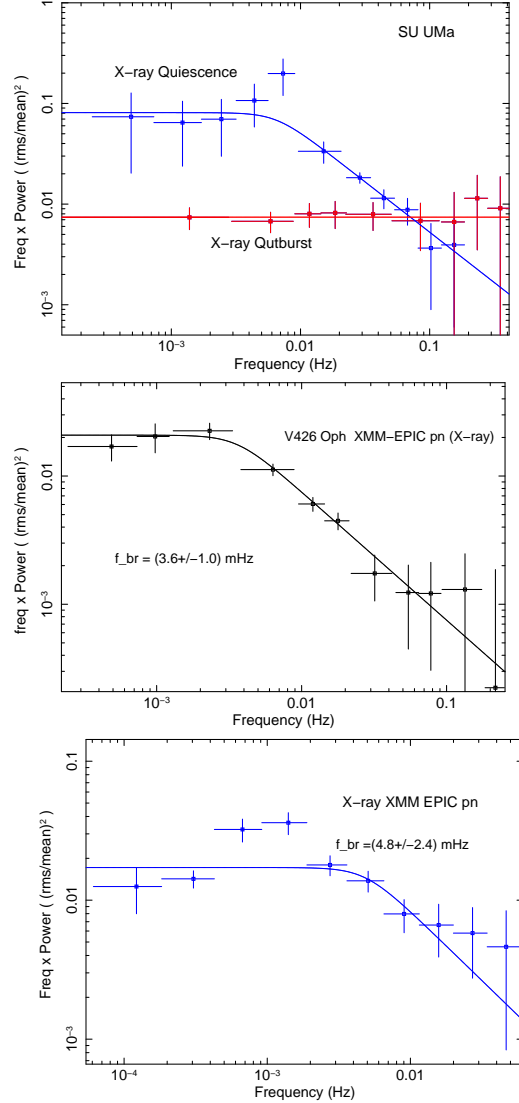 SU UMa
X-ray Quiescence
X-ray Qutburst
Freq x Power ( (rms/mean)² )
1
0.1
0.01
10⁻³
10⁻³ 0.01 0.1
Frequency (Hz)
V426 Oph XMM-EPIC pn (X-ray)
f_br = (3.6+/-1.0) mHz
freq x Power ( (rms/mean)² )
0.01
10⁻³
10⁻³ 0.01 0.1
Frequency (Hz)
X-ray XMM EPIC pn
f_br =(4.8+/-2.4) mHz
Freq x Power ( (rms/mean)² )
0.1
0.01
10⁻³
10⁻⁴ 10⁻³ 0.01
Frequency (Hz)